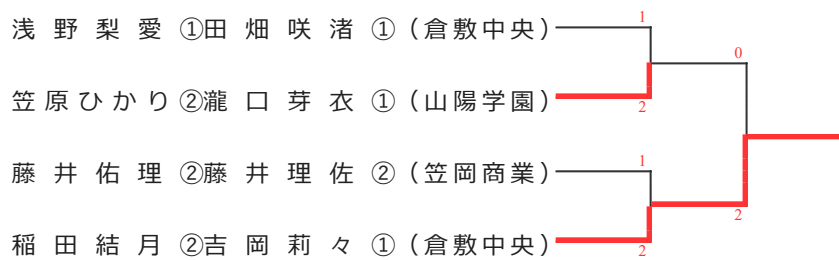 浅野梨愛①田畑咲渚①(倉敷中央)
1
0
笠原ひかり②瀧口芽衣①(山陽学園)
2
藤井佑理②藤井理佐②(笠岡商業)
1
2
稲田結月②吉岡莉々①(倉敷中央)
2